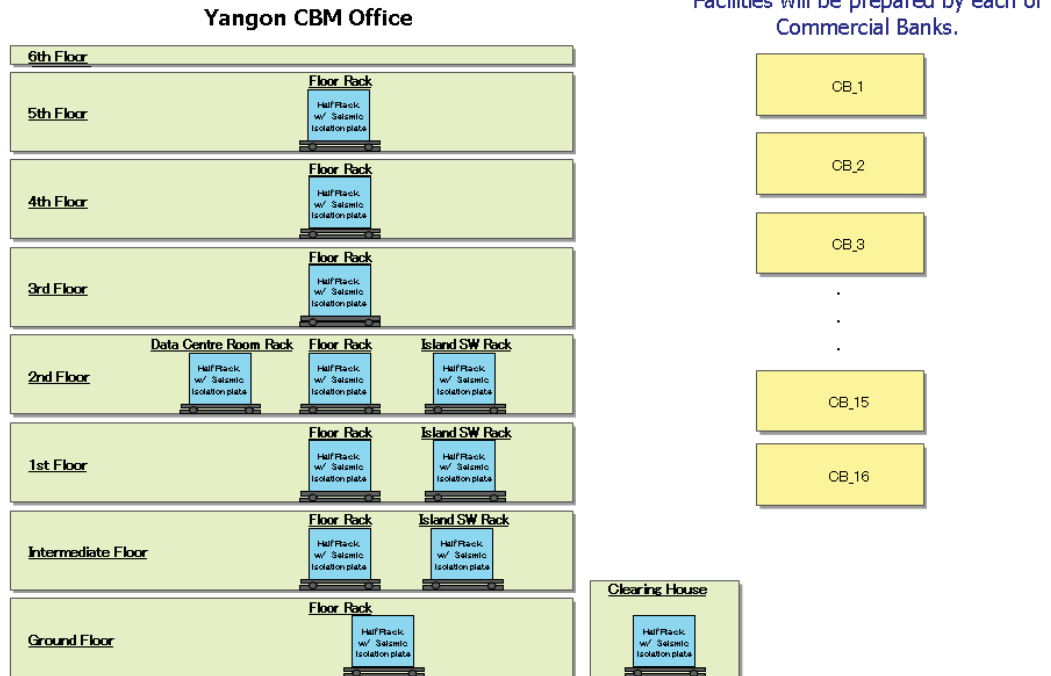 Yangon CBM Office
Facilities will be prepared by each of
Commercial Banks.
6th Floor
5th Floor
Floor Rack
Half Rack
w/ Seismic
Isolation plate
4th Floor
Floor Rack
Half Rack
w/ Seismic
Isolation plate
3rd Floor
Floor Rack
Half Rack
w/ Seismic
Isolation plate
2nd Floor
Data Centre Room Rack
Half Rack
w/ Seismic
Isolation plate
Floor Rack
Half Rack
w/ Seismic
Isolation plate
Island SW Rack
Half Rack
w/ Seismic
Isolation plate
1st Floor
Floor Rack
Half Rack
w/ Seismic
Isolation plate
Island SW Rack
Half Rack
w/ Seismic
Isolation plate
Intermediate Floor
Floor Rack
Half Rack
w/ Seismic
Isolation plate
Island SW Rack
Half Rack
w/ Seismic
Isolation plate
Ground Floor
Floor Rack
Half Rack
w/ Seismic
Isolation plate
Clearing House
Half Rack
w/ Seismic
Isolation plate
CB_1
CB_2
CB_3
.
.
.
CB_15
CB_16